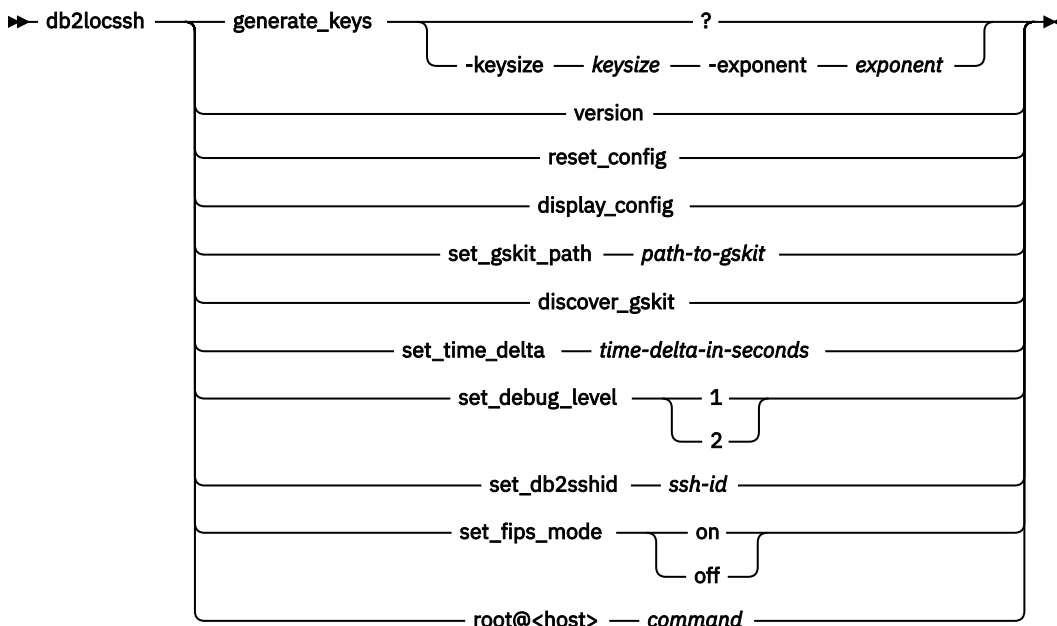 db2locssh generate_keys ?
-keysize keysize -exponent exponent
version
reset_config
display_config
set_gskit_path path-to-gskit
discover_gskit
set_time_delta time-delta-in-seconds
set_debug_level 1
2
set_db2sshid ssh-id
set_fips_mode on
off
root@<host> command